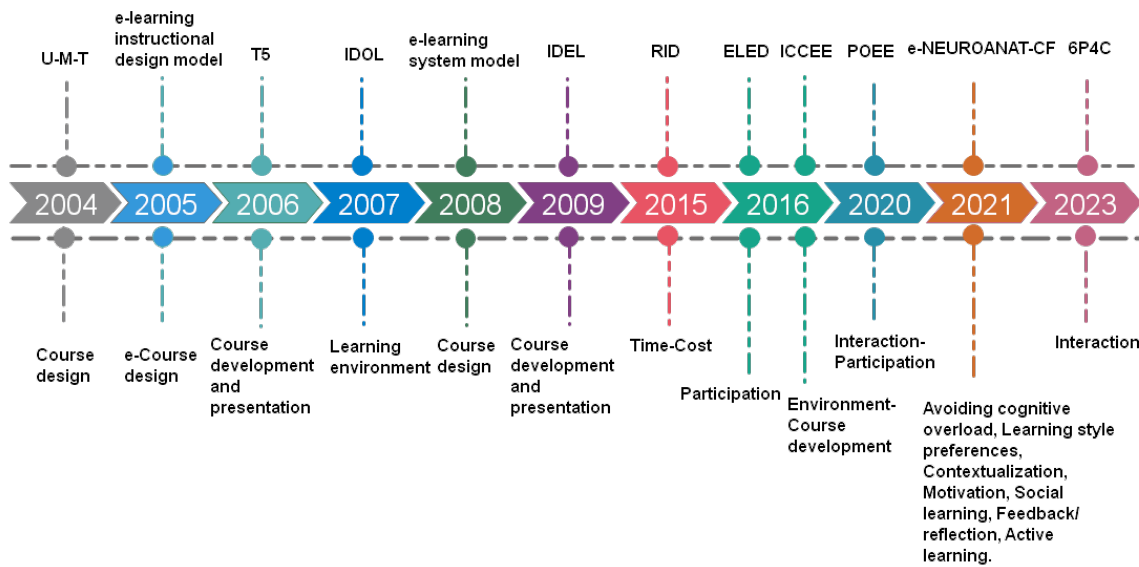 U-M-T
e-learning
instructional
design model
T5
IDOL
e-learning
system model
IDEL
RID
ELED
ICCEE
POEE
e-NEUROANAT-CF
6P4C
2004
2005
2006
2007
2008
2009
2015
2016
2020
2021
2023
Course
design
e-Course
design
Course
development
and
presentation
Learning
environment
Course
design
Course
development
and
presentation
Time-Cost
Participation
Environment-
Course
development
Interaction-
Participation
Avoiding cognitive
overload, Learning style
preferences,
Contextualization,
Motivation, Social
learning, Feedback/
reflection, Active
learning.
Interaction